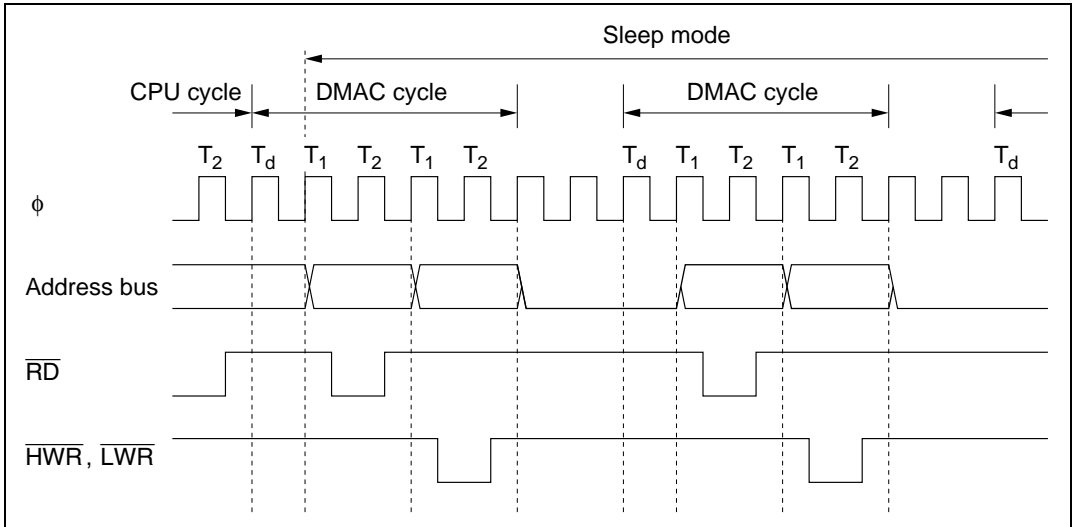 Sleep mode
CPU cycle DMAC cycle DMAC cycle
T2 Td T1 T2 T1 T2 Td T1 T2 T1 T2 Td
φ
Address bus
RD
HWR, LWR